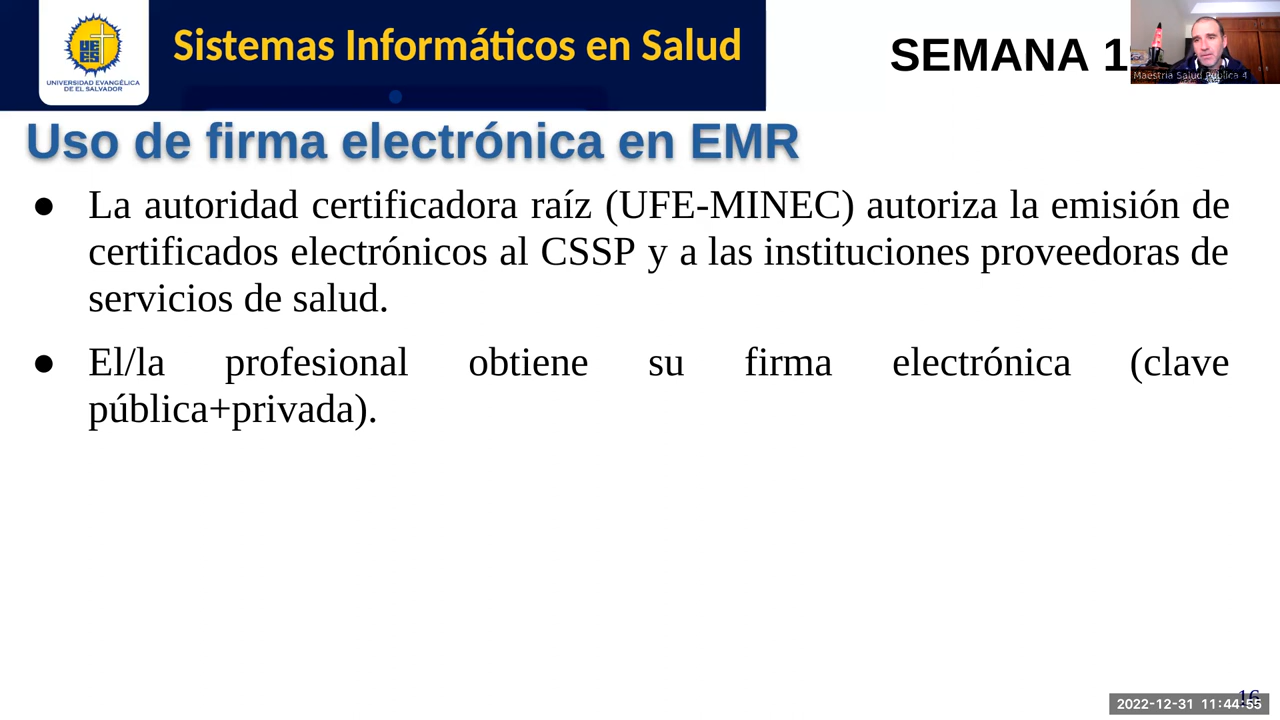 UNIVERSIDAD EVANGÉLICA
DE EL SALVADOR
Sistemas Informáticos en Salud
SEMANA 1
Maestria Salud Publica 4
Uso de firma electrónica en EMR
● La autoridad certificadora raíz (UFE-MINEC) autoriza la emisión de
certificados electrónicos al CSSP y a las instituciones proveedoras de
servicios de salud.
● El/la profesional obtiene su firma electrónica (clave
pública+privada).
16
2022-12-31 11:44:55